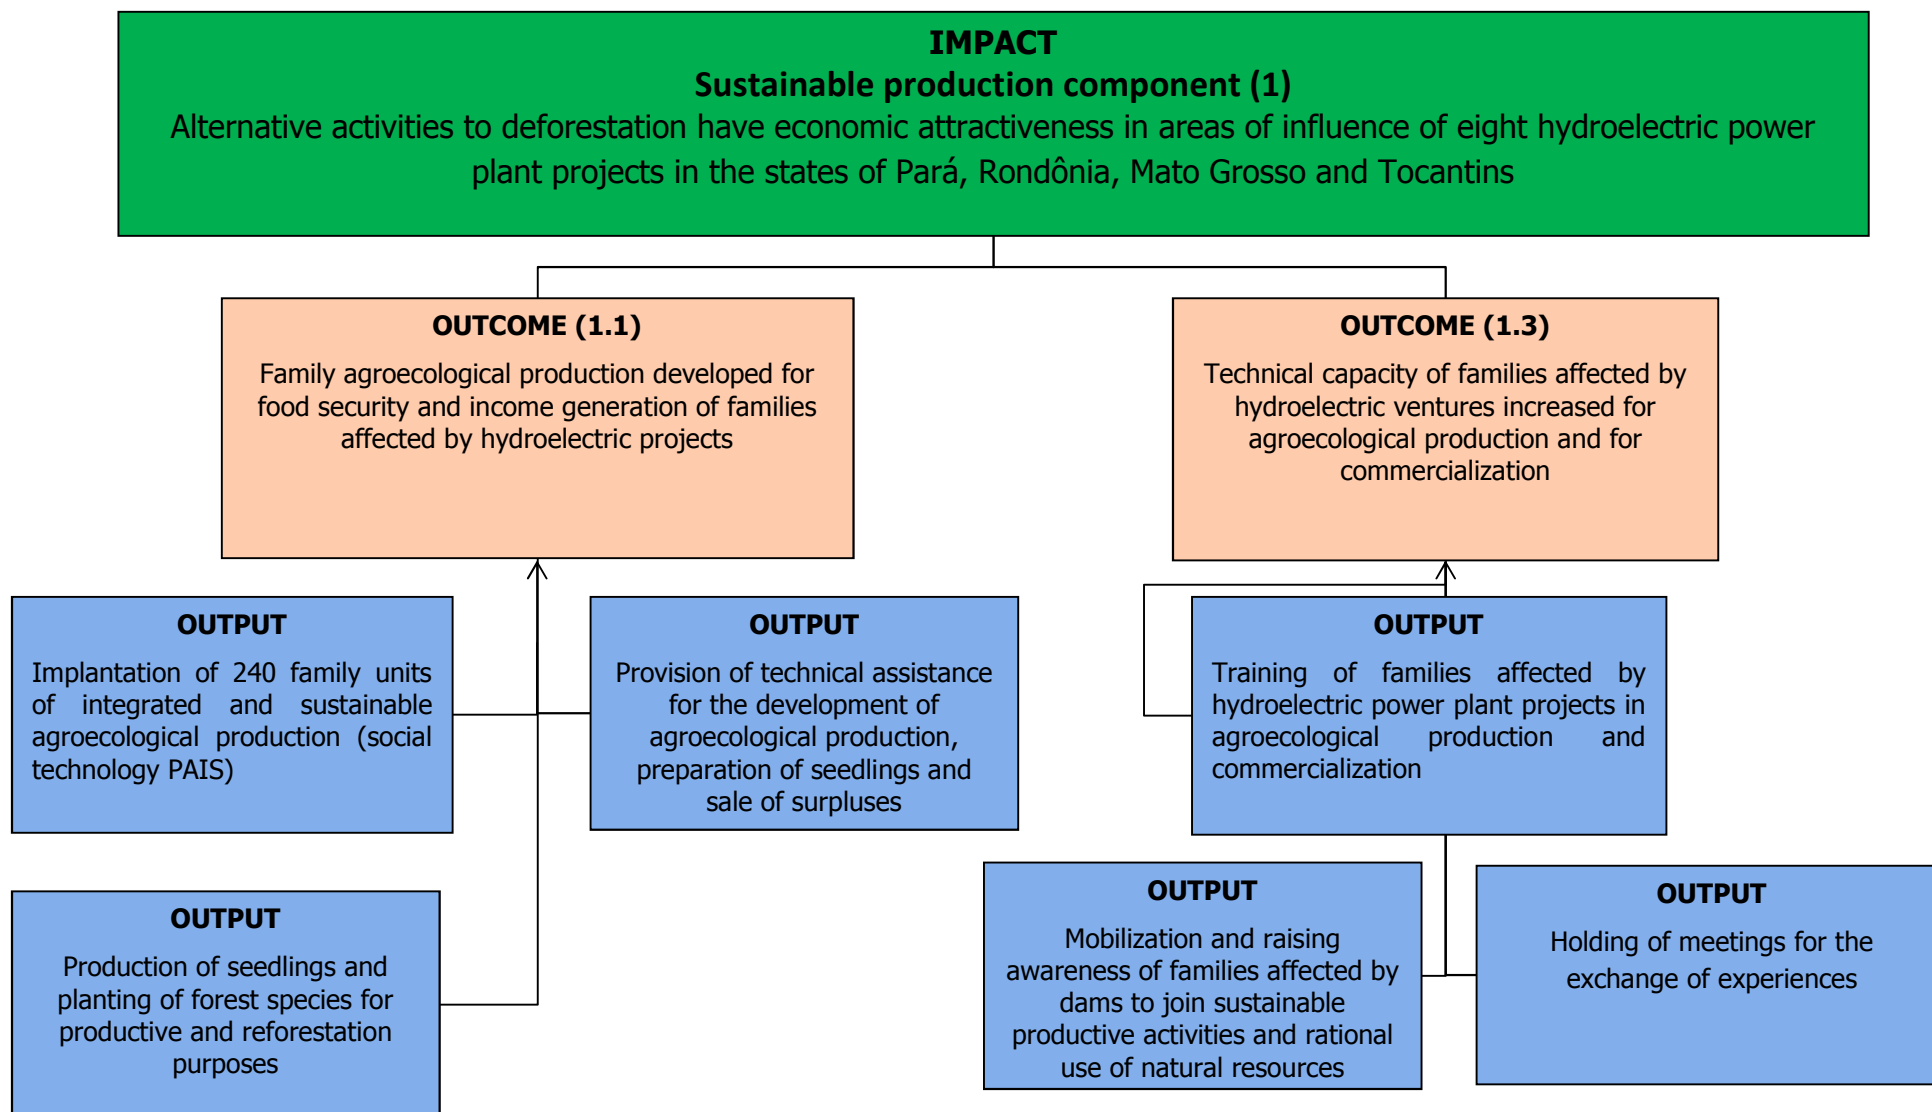 IMPACT
Sustainable production component (1)
Alternative activities to deforestation have economic attractiveness in areas of influence of eight hydroelectric power
plant projects in the states of Pará, Rondônia, Mato Grosso and Tocantins
OUTCOME (1.1)
Family agroecological production developed for
food security and income generation of families
affected by hydroelectric projects
OUTCOME (1.3)
Technical capacity of families affected by
hydroelectric ventures increased for
agroecological production and for
commercialization
OUTPUT
Implantation of 240 family units
of integrated and sustainable
agroecological production (social
technology PAIS)
OUTPUT
Provision of technical assistance
for the development of
agroecological production,
preparation of seedlings and
sale of surpluses
OUTPUT
Training of families affected by
hydroelectric power plant projects in
agroecological production and
commercialization
OUTPUT
Production of seedlings and
planting of forest species for
productive and reforestation
purposes
OUTPUT
Mobilization and raising
awareness of families affected by
dams to join sustainable
productive activities and rational
use of natural resources
OUTPUT
Holding of meetings for the
exchange of experiences